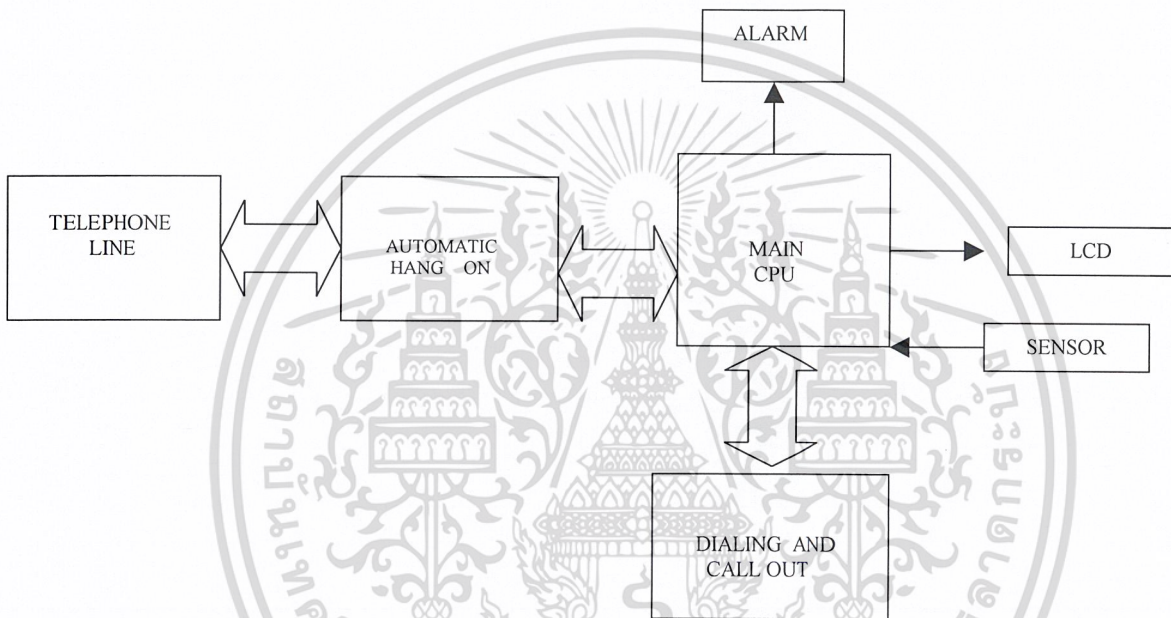 ALARM
TELEPHONE
LINE
AUTOMATIC
HANG ON
MAIN
CPU
LCD
SENSOR
DIALING AND
CALL OUT